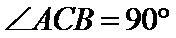 ∠ACB = 90°